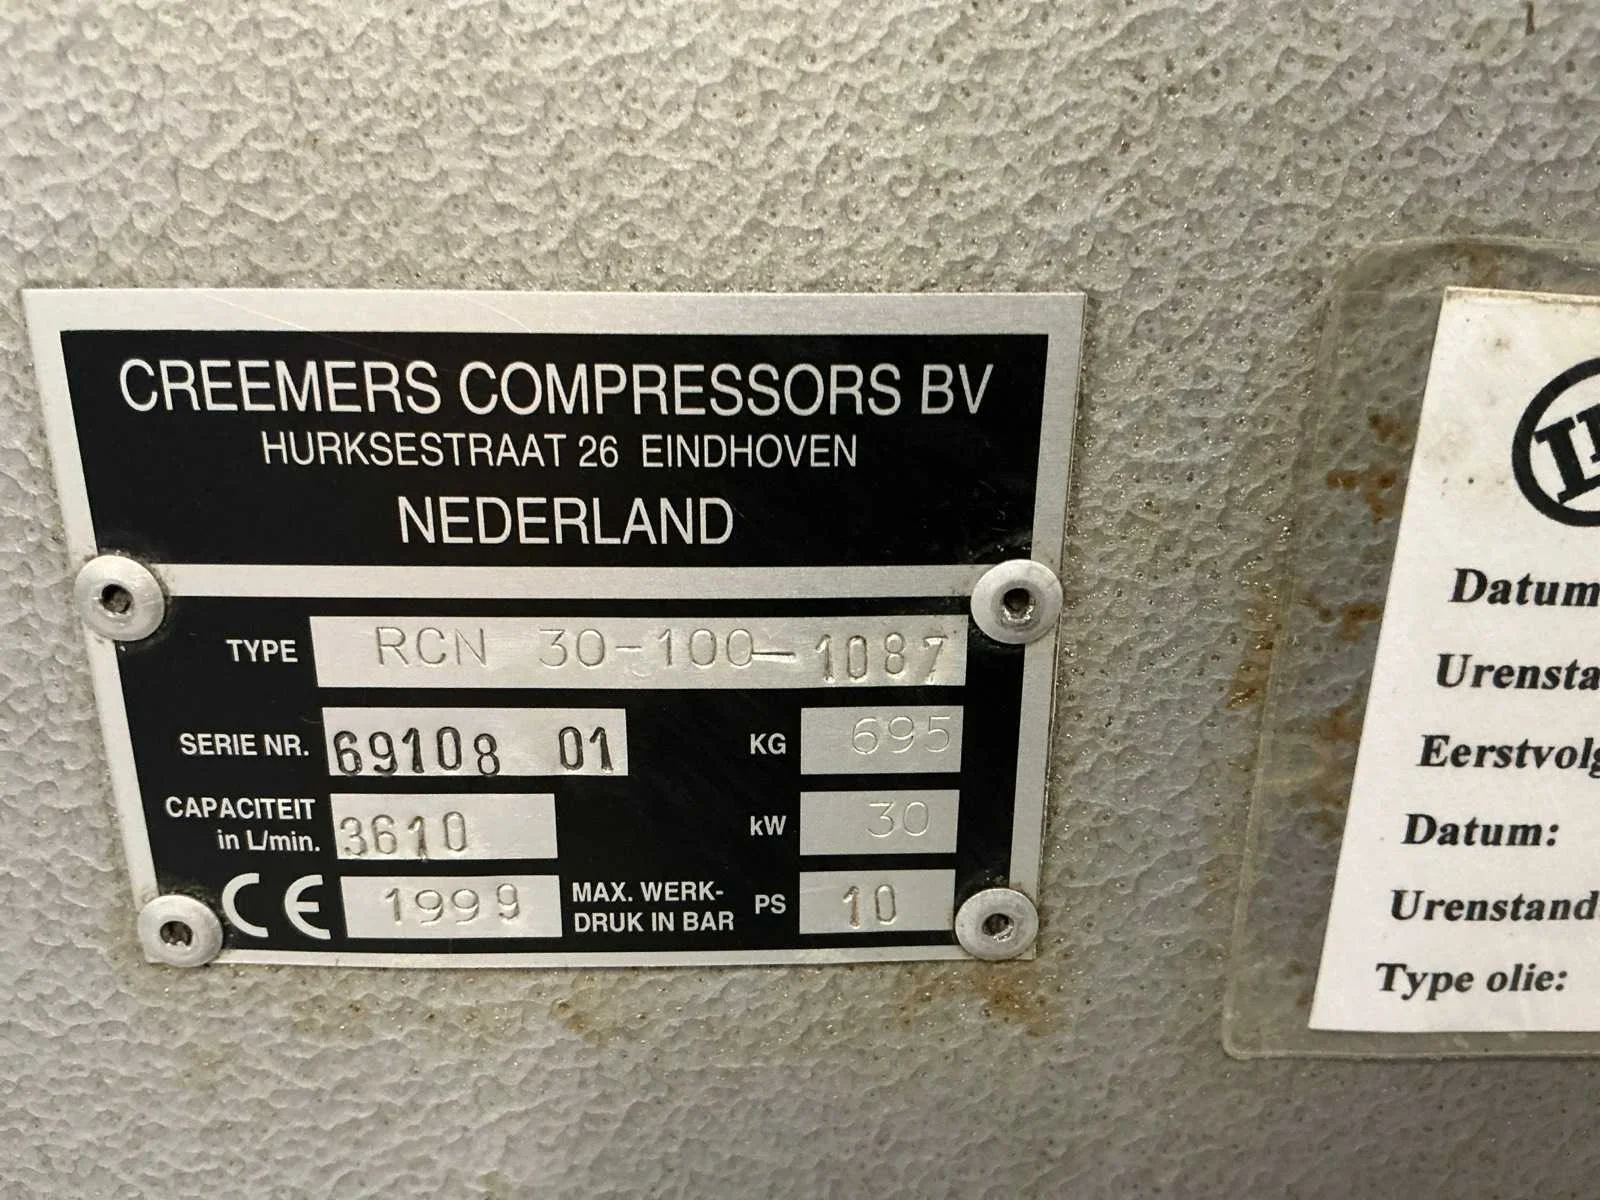 CREEMERS COMPRESSORS BV
HURKSESTRAAT 26 EINDHOVEN
NEDERLAND
TYPE RCN 30-100-1087
SERIE NR. 69108 01 KG 695
CAPACITEIT
in L/min. 3610 kW 30
CE 1999 MAX. WERK-
DRUK IN BAR PS 10
Datum
Urensta
Eerstvolg
Datum:
Urenstand
Type olie: